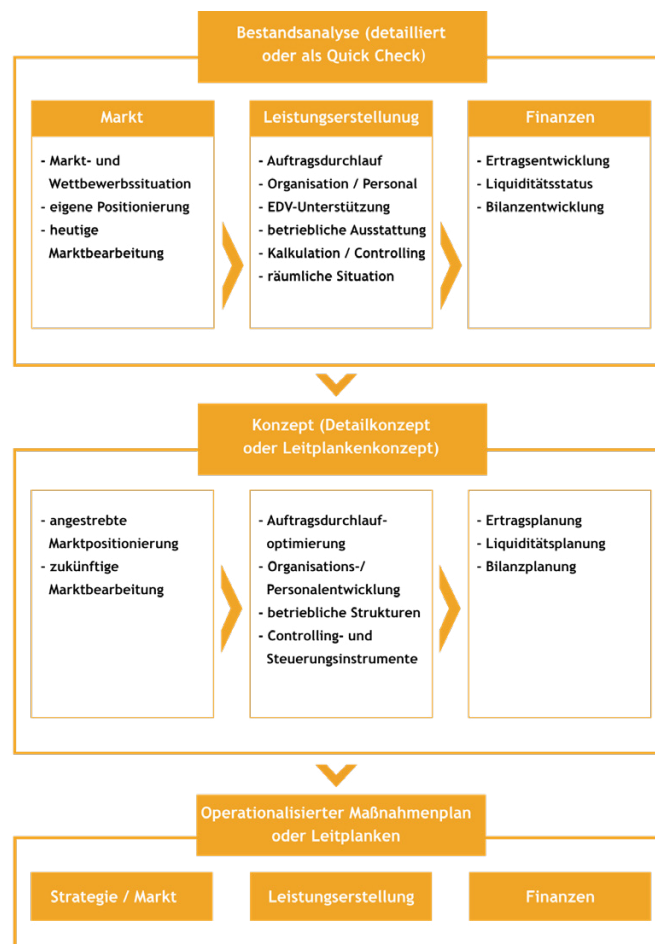 Bestandsanalyse (detailliert
oder als Quick Check)
Markt
- Markt- und
Wettbewerbssituation
- eigene Positionierung
- heutige
Marktbearbeitung
Leistungserstellunug
- Auftragsdurchlauf
- Organisation / Personal
- EDV-Unterstützung
- betriebliche Ausstattung
- Kalkulation / Controlling
- räumliche Situation
Finanzen
- Ertragsentwicklung
- Liquiditätsstatus
- Bilanzentwicklung
Konzept (Detailkonzept
oder Leitplankenkonzept)
- angestrebte
Marktpositionierung
- zukünftige
Marktbearbeitung
- Auftragsdurchlauf-
optimierung
- Organisations-/
Personalentwicklung
- betriebliche Strukturen
- Controlling- und
Steuerungsinstrumente
- Ertragsplanung
- Liquiditätsplanung
- Bilanzplanung
Operationalisierter Maßnahmenplan
oder Leitplanken
Strategie / Markt
Leistungserstellung
Finanzen